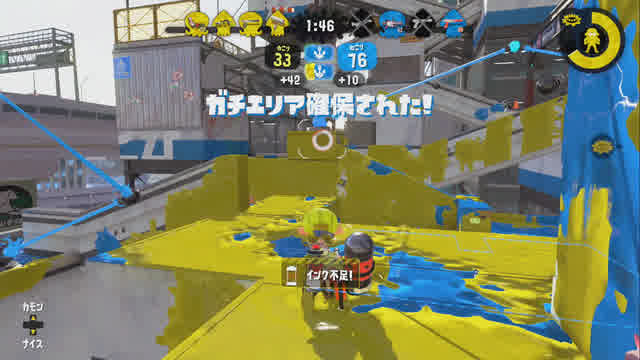 1:46
カウント
33
カウント
76
+42
+10
ガチエリア確保された!
インク不足!
カモン
ナイス